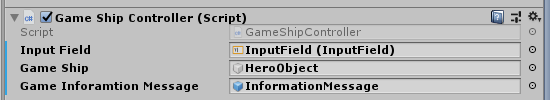 Game Ship Controller (Script)
Script GameShipController
Input Field InputField (InputField)
Game Ship HeroObject
Game Inforamtion Message InformationMessage